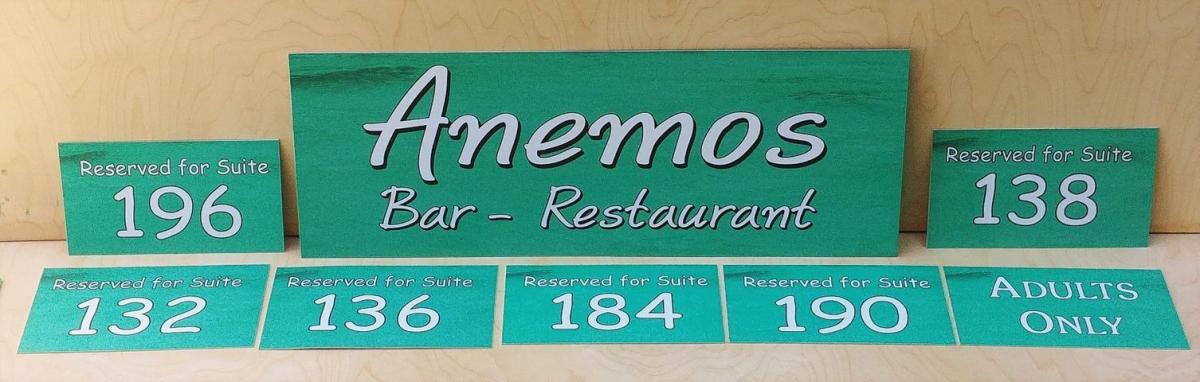 Anemos
Bar - Restaurant
Reserved for Suite
196
Reserved for Suite
138
Reserved for Suite
132
Reserved for Suite
136
Reserved for Suite
184
Reserved for Suite
190
ADULTS
ONLY